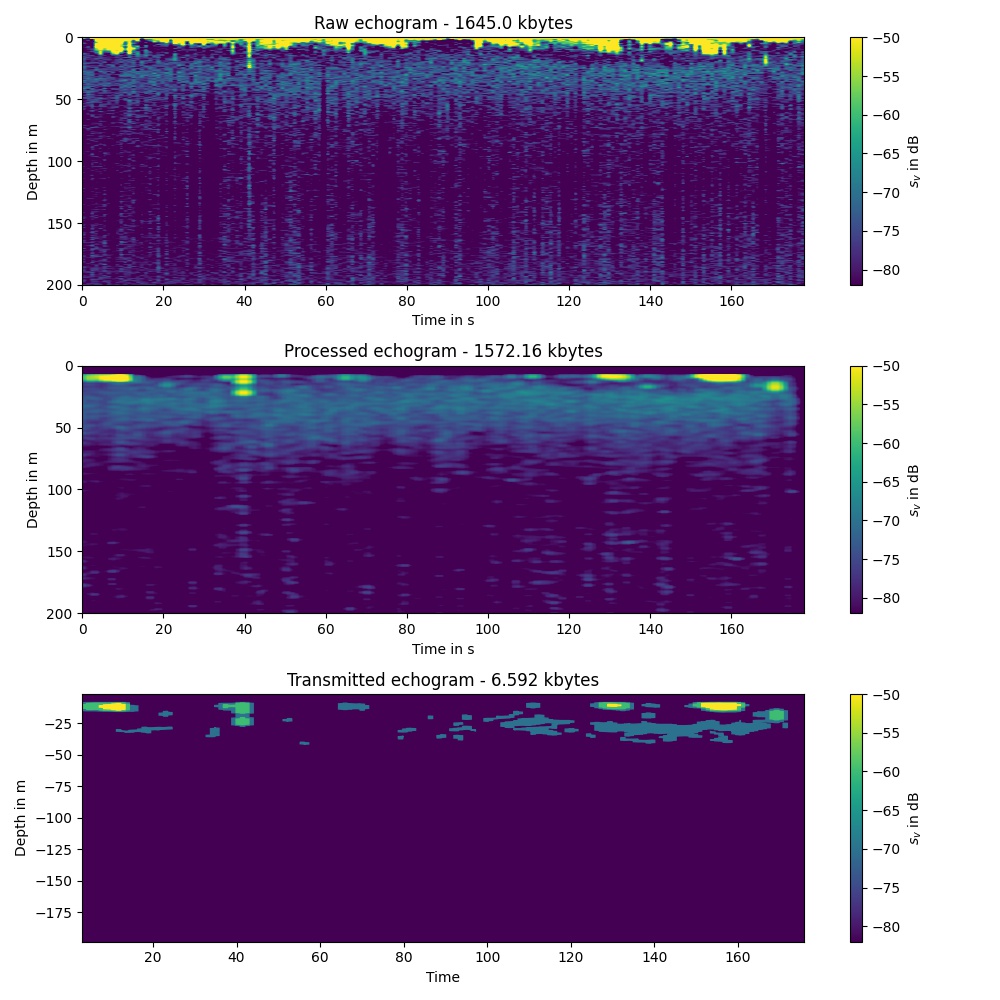 Raw echogram - 1645.0 kbytes
0
50
100
150
200
Depth in m
0 20 40 60 80 100 120 140 160
Time in s
−50
−55
−60
−65
−70
−75
−80
sv in dB
Processed echogram - 1572.16 kbytes
0
50
100
150
200
Depth in m
0 20 40 60 80 100 120 140 160
Time in s
−50
−55
−60
−65
−70
−75
−80
sv in dB
Transmitted echogram - 6.592 kbytes
−25
−50
−75
−100
−125
−150
−175
Depth in m
20 40 60 80 100 120 140 160
Time
−50
−55
−60
−65
−70
−75
−80
sv in dB